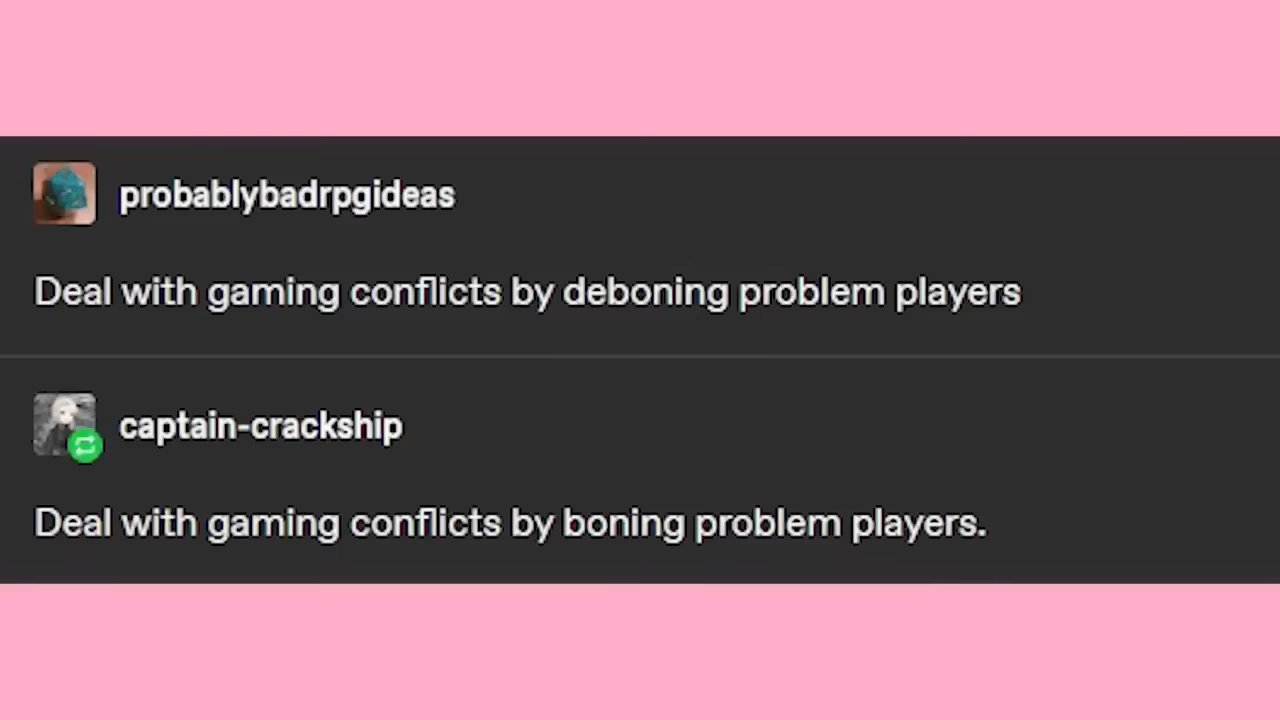 probablybadrpgideas
Deal with gaming conflicts by deboning problem players
captain-crackship
Deal with gaming conflicts by boning problem players.